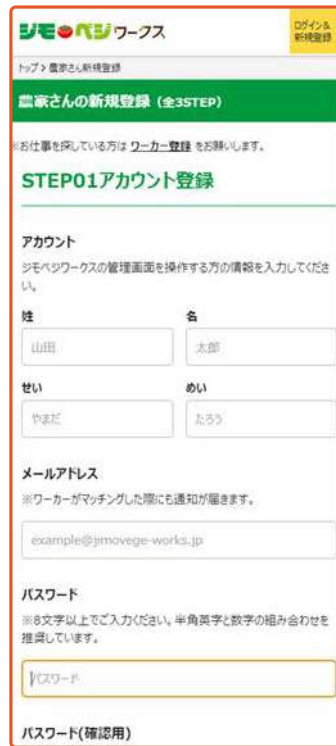 ジモベジワークス
ログイン&
新規登録
トップ > 農家さん新規登録
農家さんの新規登録（全3STEP）
※お仕事を探している方は ワーカー登録 をお願いします。
STEP01アカウント登録
アカウント
ジモベジワークスの管理画面を操作する方の情報を入力してくださ
い。
姓 名
山田 太郎
せい めい
やまだ たろう
メールアドレス
※ワーカーがマッチングした際にも通知が届きます。
example@jimovege-works.jp
パスワード
※8文字以上でご入力ください。半角英字と数字の組み合わせを
推奨しています。
パスワード
パスワード(確認用)